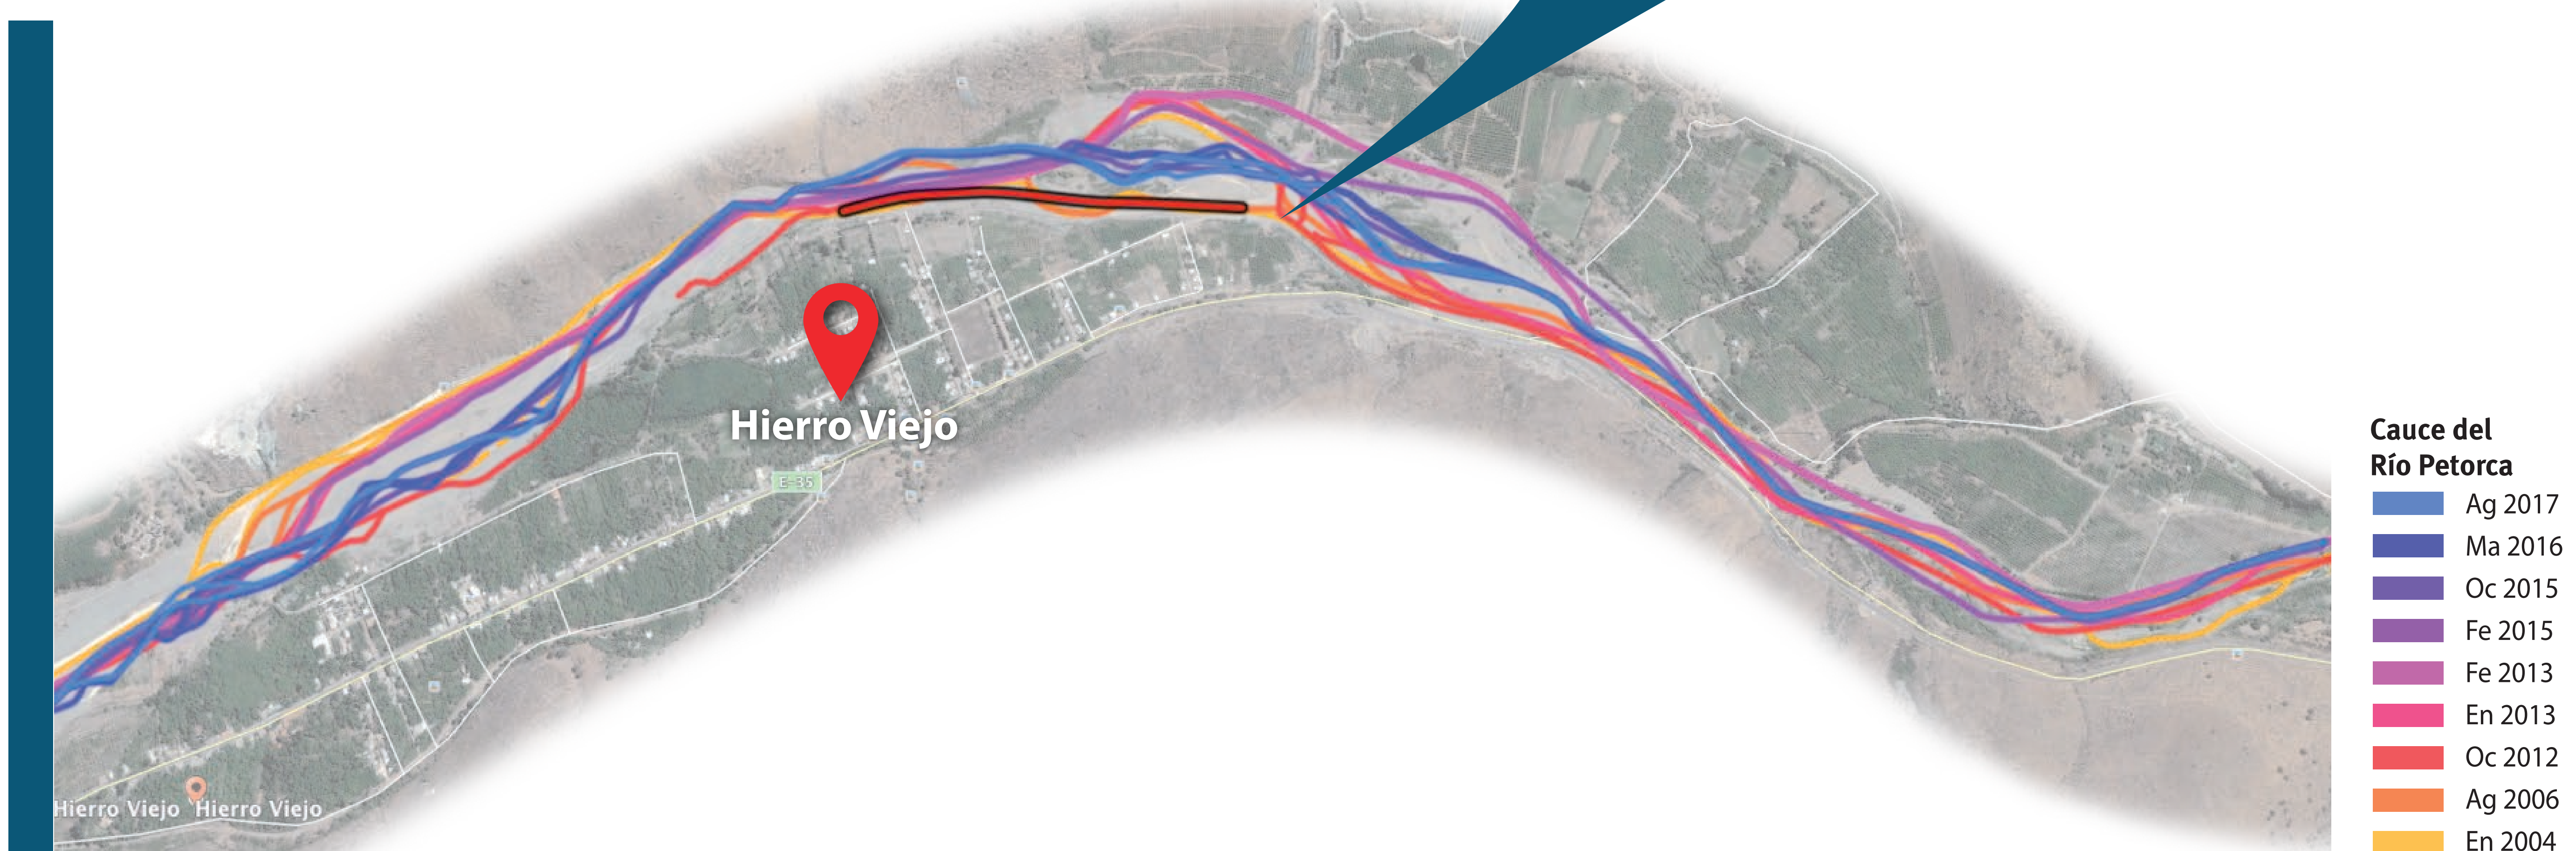 Hierro Viejo
E-35
Hierro Viejo Hierro Viejo
Cauce del
Río Petorca
Ag 2017
Ma 2016
Oc 2015
Fe 2015
Fe 2013
En 2013
Oc 2012
Ag 2006
En 2004